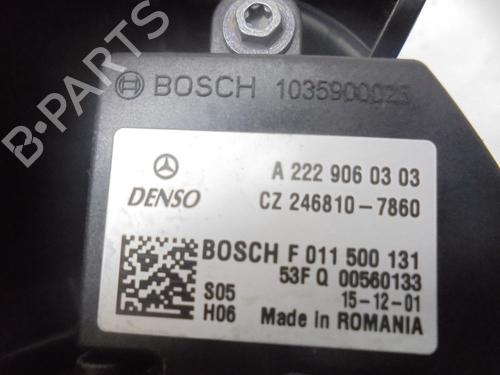 BOSCH 1035900023
A 222 906 03 03
DENSO CZ 246810-7860
BOSCH F 011 500 131
53F Q 00560133
S05 15-12-01
H06 Made in ROMANIA
B-PARTS